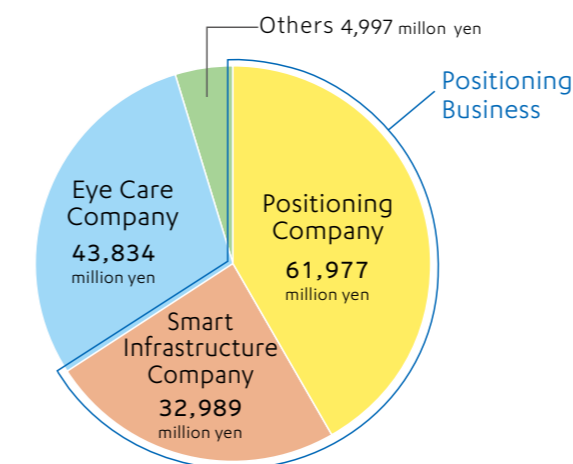 Others 4,997 millon yen
Positioning
Business
Eye Care
Company
43,834
million yen
Positioning
Company
61,977
million yen
Smart
Infrastructure
Company
32,989
million yen